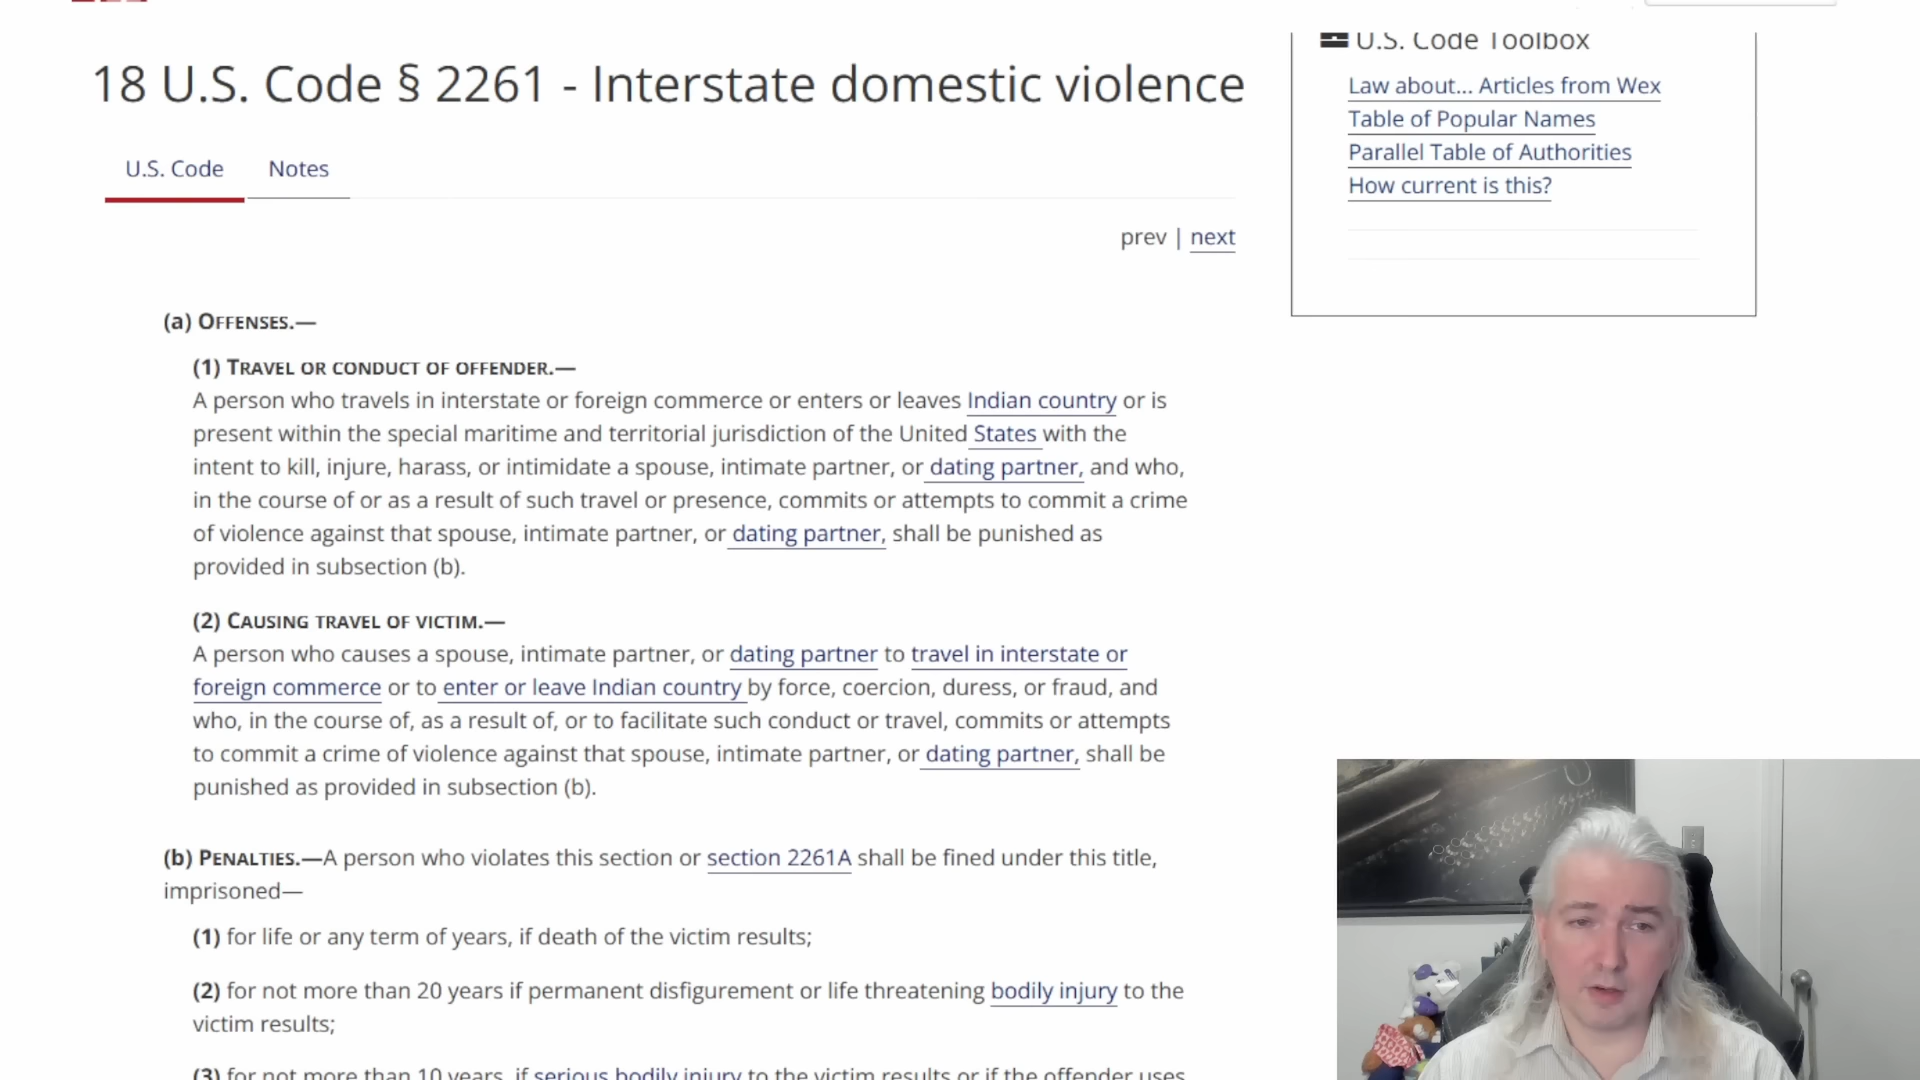 18 U.S. Code § 2261 - Interstate domestic violence
U.S. Code Toolbox
Law about... Articles from Wex
Table of Popular Names
Parallel Table of Authorities
How current is this?
U.S. Code Notes
prev | next
(a) OFFENSES.—
(1) TRAVEL OR CONDUCT OF OFFENDER.—
A person who travels in interstate or foreign commerce or enters or leaves Indian country or is
present within the special maritime and territorial jurisdiction of the United States with the
intent to kill, injure, harass, or intimidate a spouse, intimate partner, or dating partner, and who,
in the course of or as a result of such travel or presence, commits or attempts to commit a crime
of violence against that spouse, intimate partner, or dating partner, shall be punished as
provided in subsection (b).
(2) CAUSING TRAVEL OF VICTIM.—
A person who causes a spouse, intimate partner, or dating partner to travel in interstate or
foreign commerce or to enter or leave Indian country by force, coercion, duress, or fraud, and
who, in the course of, as a result of, or to facilitate such conduct or travel, commits or attempts
to commit a crime of violence against that spouse, intimate partner, or dating partner, shall be
punished as provided in subsection (b).
(b) PENALTIES.—A person who violates this section or section 2261A shall be fined under this title,
imprisoned—
(1) for life or any term of years, if death of the victim results;
(2) for not more than 20 years if permanent disfigurement or life threatening bodily injury to the
victim results;
(3) for not more than 10 years, if serious bodily injury to the victim results or if the offender uses